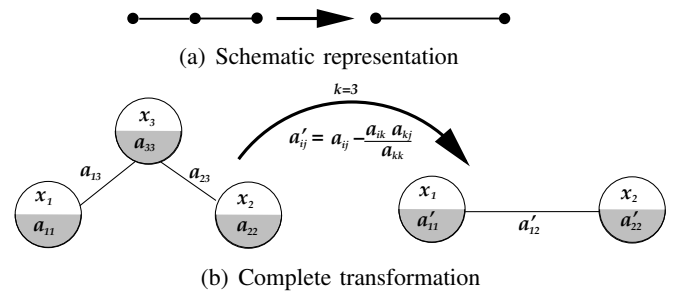 (a) Schematic representation
k=3
a'ij = aij - aik akj / akk
x3
a33
a13
a23
x1
a11
x2
a22
x1
a'11
a'12
x2
a'22
(b) Complete transformation